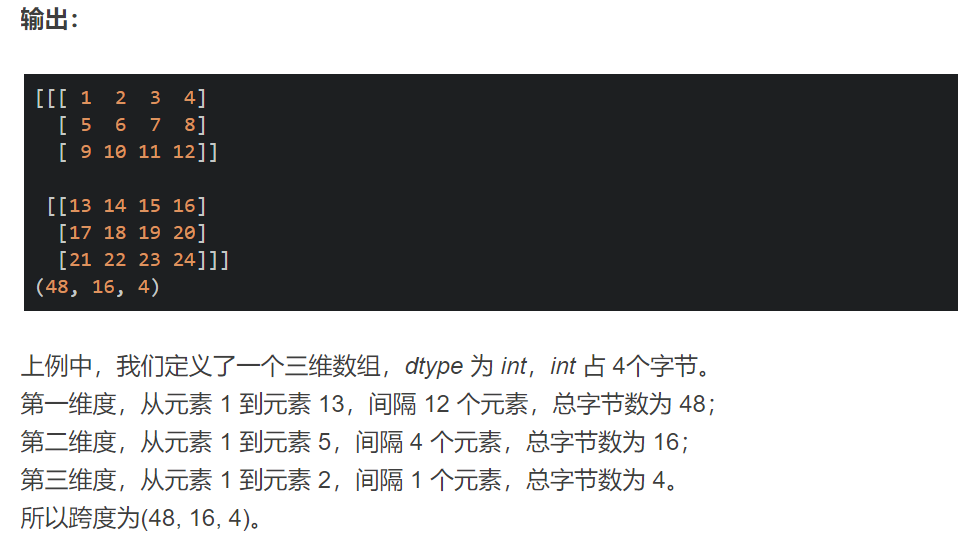 输出：
[[[ 1  2  3  4]
  [ 5  6  7  8]
  [ 9 10 11 12]]
 [[13 14 15 16]
  [17 18 19 20]
  [21 22 23 24]]]
(48, 16, 4)
上例中，我们定义了一个三维数组，dtype 为 int，int 占 4个字节。
第一维度，从元素 1 到元素 13，间隔 12 个元素，总字节数为 48；
第二维度，从元素 1 到元素 5，间隔 4 个元素，总字节数为 16；
第三维度，从元素 1 到元素 2，间隔 1 个元素，总字节数为 4。
所以跨度为(48, 16, 4)。